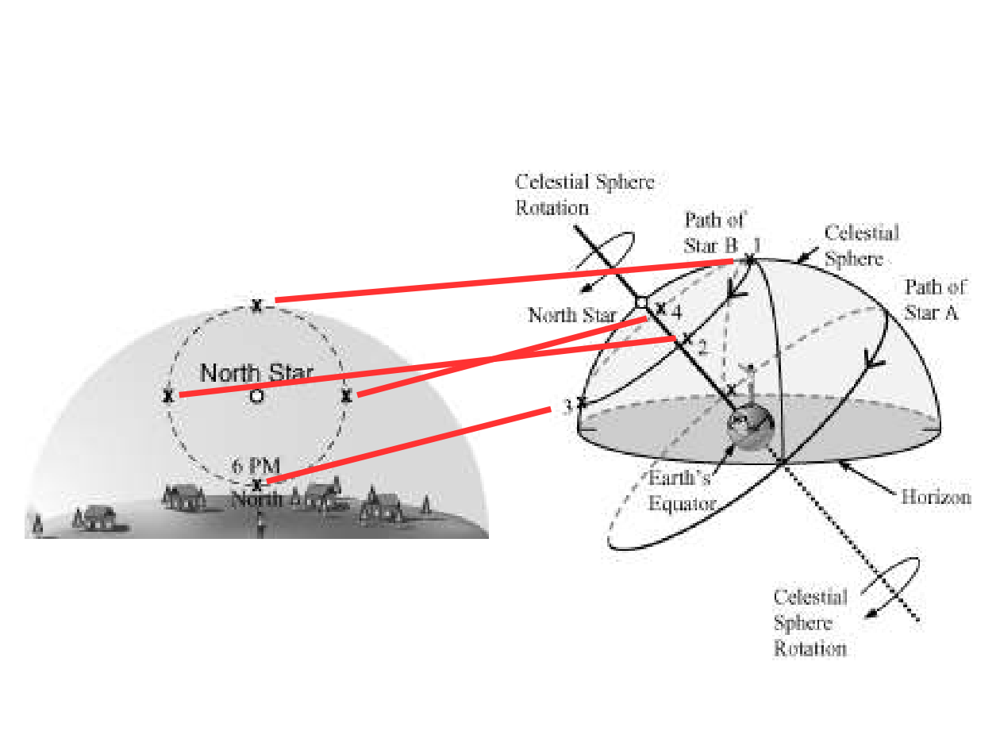 Celestial Sphere
Rotation
Path of
Star B
1
Celestial
Sphere
Path of
Star A
North Star
4
2
3
North Star
6 PM
North
Earth's
Equator
Horizon
Celestial
Sphere
Rotation